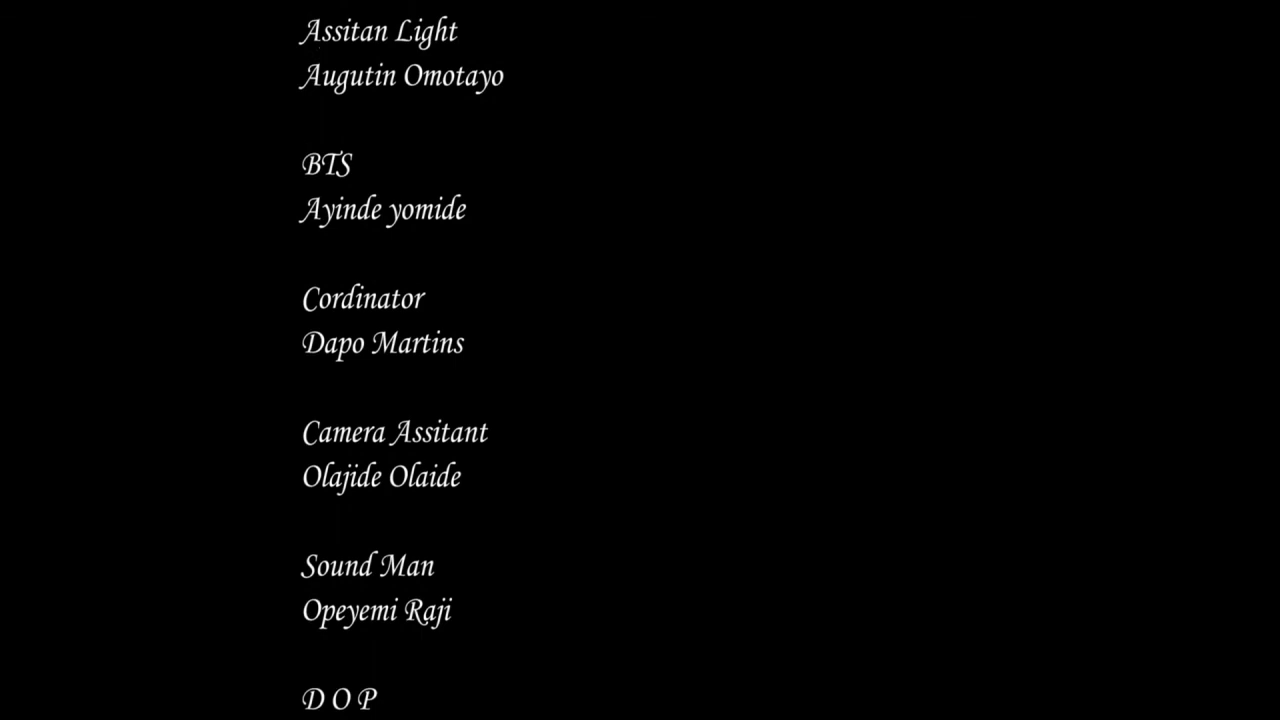 Assitan Light
Augutin Omotayo
BTS
Ayinde yomide
Cordinator
Dapo Martins
Camera Assitant
Olajide Olaide
Sound Man
Opeyemi Raji
D O P